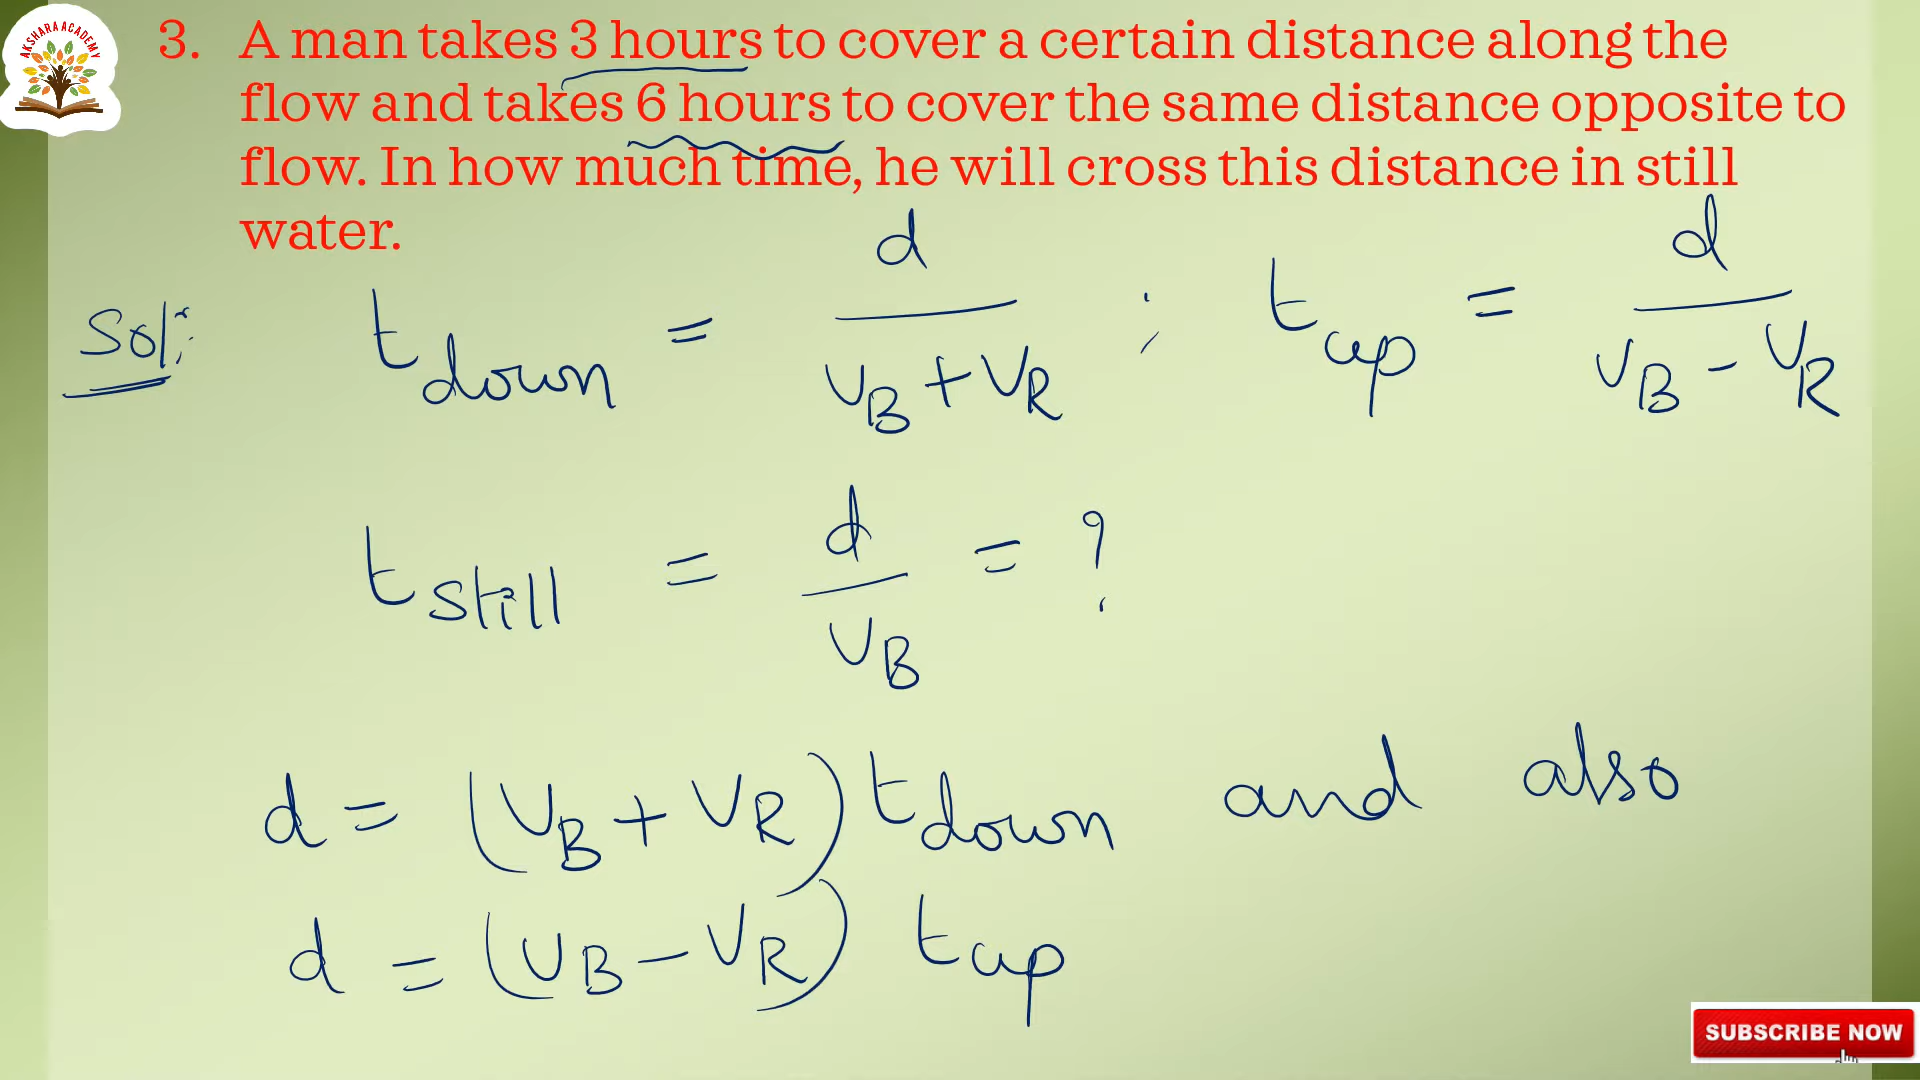 AKSHARA ACADEMY
3. A man takes 3 hours to cover a certain distance along the
flow and takes 6 hours to cover the same distance opposite to
flow. In how much time, he will cross this distance in still
water.
Sol: t_down = d / (V_B + V_R) ; t_up = d / (V_B - V_R)
t_still = d / V_B = ?
d = (V_B + V_R) t_down and also
d = (V_B - V_R) t_up
SUBSCRIBE NOW